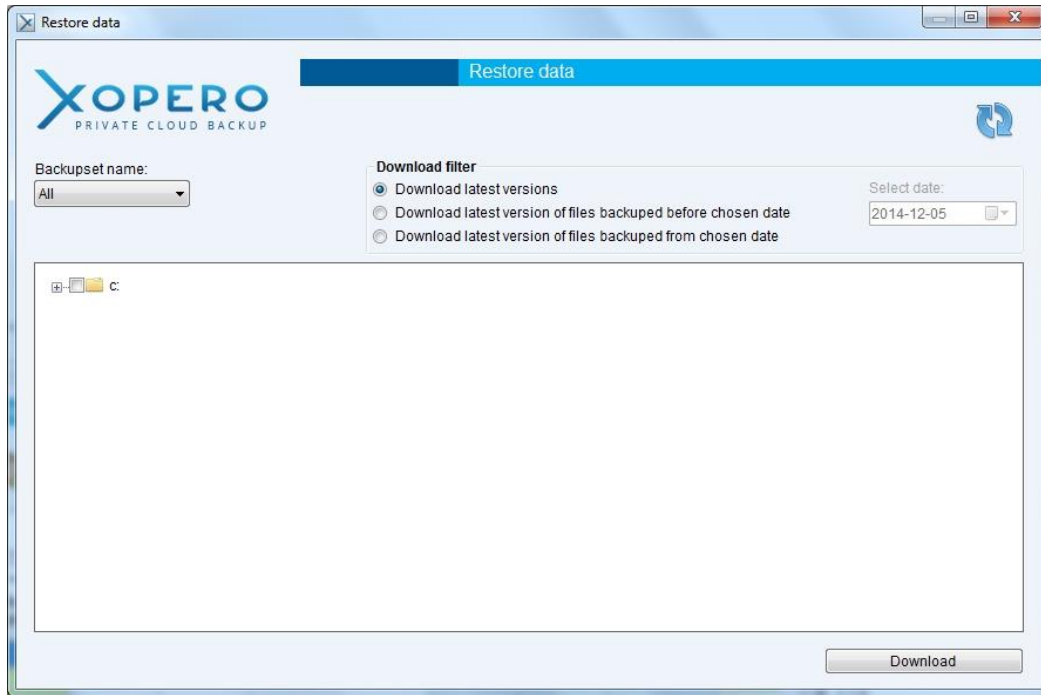 Restore data
Restore data
XOPERO
PRIVATE CLOUD BACKUP
Backupset name:
All
Download filter
Download latest versions
Download latest version of files backuped before chosen date
Download latest version of files backuped from chosen date
Select date:
2014-12-05
c:
Download